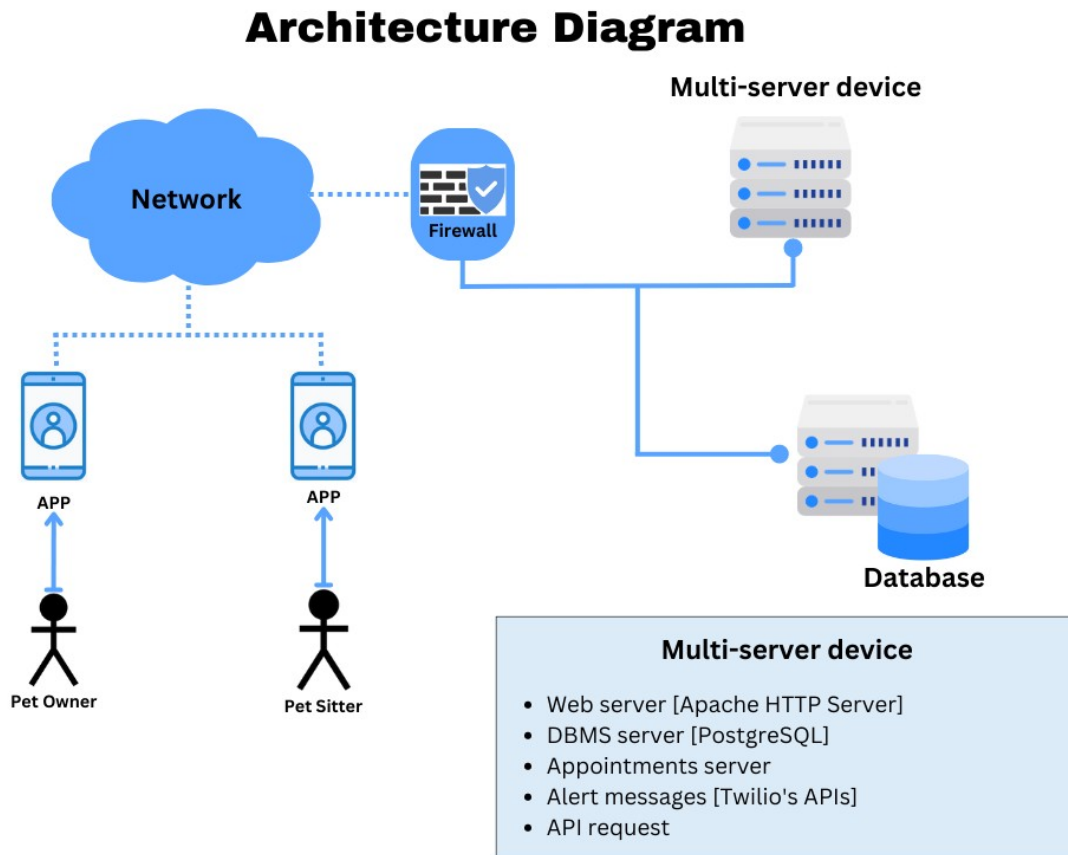 Architecture Diagram
Multi-server device
Network
Firewall
APP
APP
Pet Owner
Pet Sitter
Database
Multi-server device
• Web server [Apache HTTP Server]
• DBMS server [PostgreSQL]
• Appointments server
• Alert messages [Twilio's APIs]
• API request